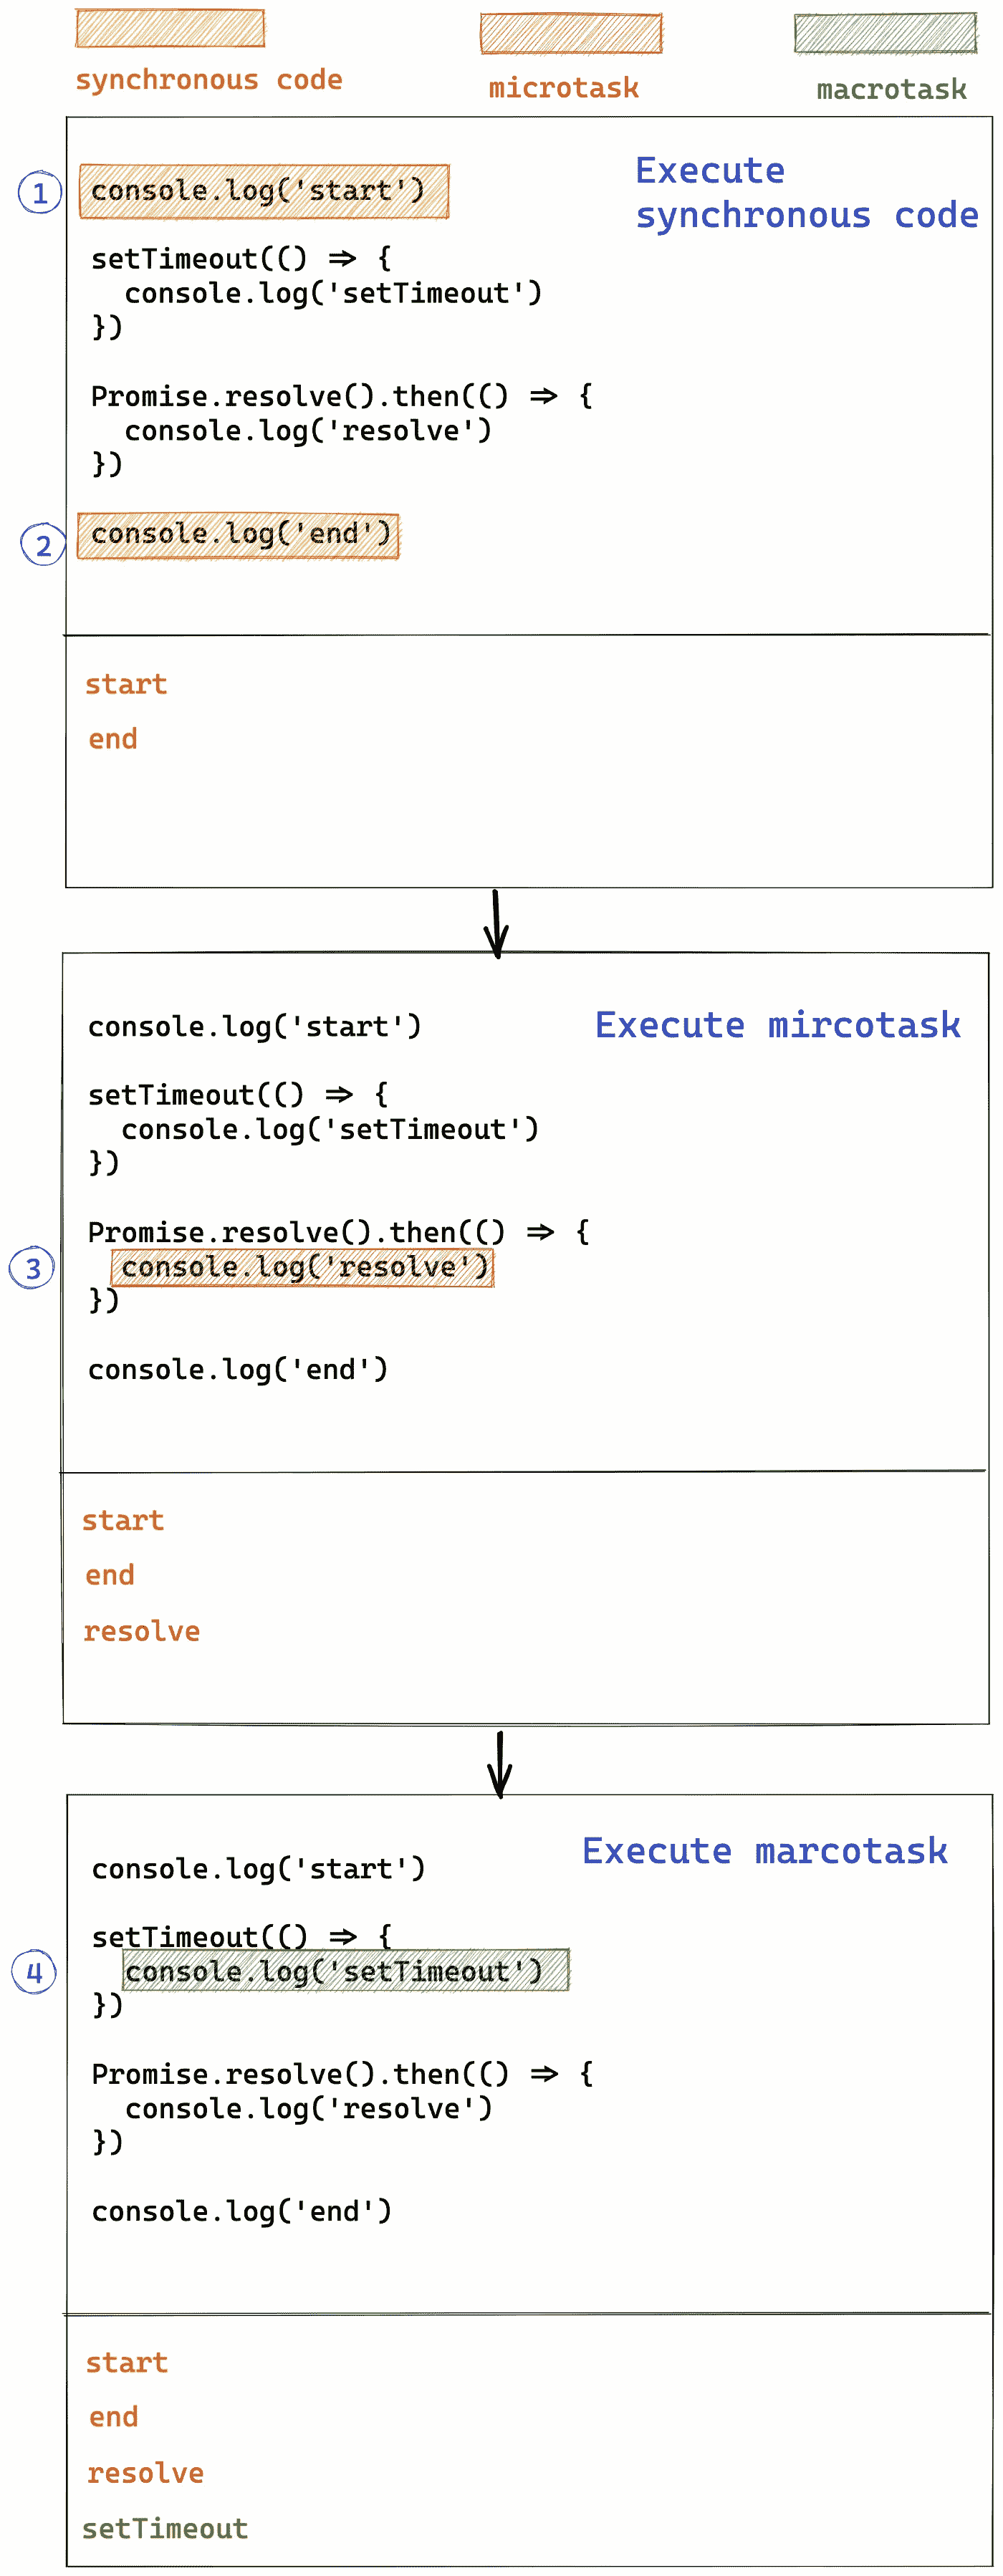 synchronous code
microtask
macrotask
Execute
synchronous code
1
console.log('start')
setTimeout(() => {
  console.log('setTimeout')
})
Promise.resolve().then(() => {
  console.log('resolve')
})
2
console.log('end')
start
end
Execute mircotask
console.log('start')
setTimeout(() => {
  console.log('setTimeout')
})
Promise.resolve().then(() => {
3
  console.log('resolve')
})
console.log('end')
start
end
resolve
Execute marcotask
console.log('start')
setTimeout(() => {
4
  console.log('setTimeout')
})
Promise.resolve().then(() => {
  console.log('resolve')
})
console.log('end')
start
end
resolve
setTimeout